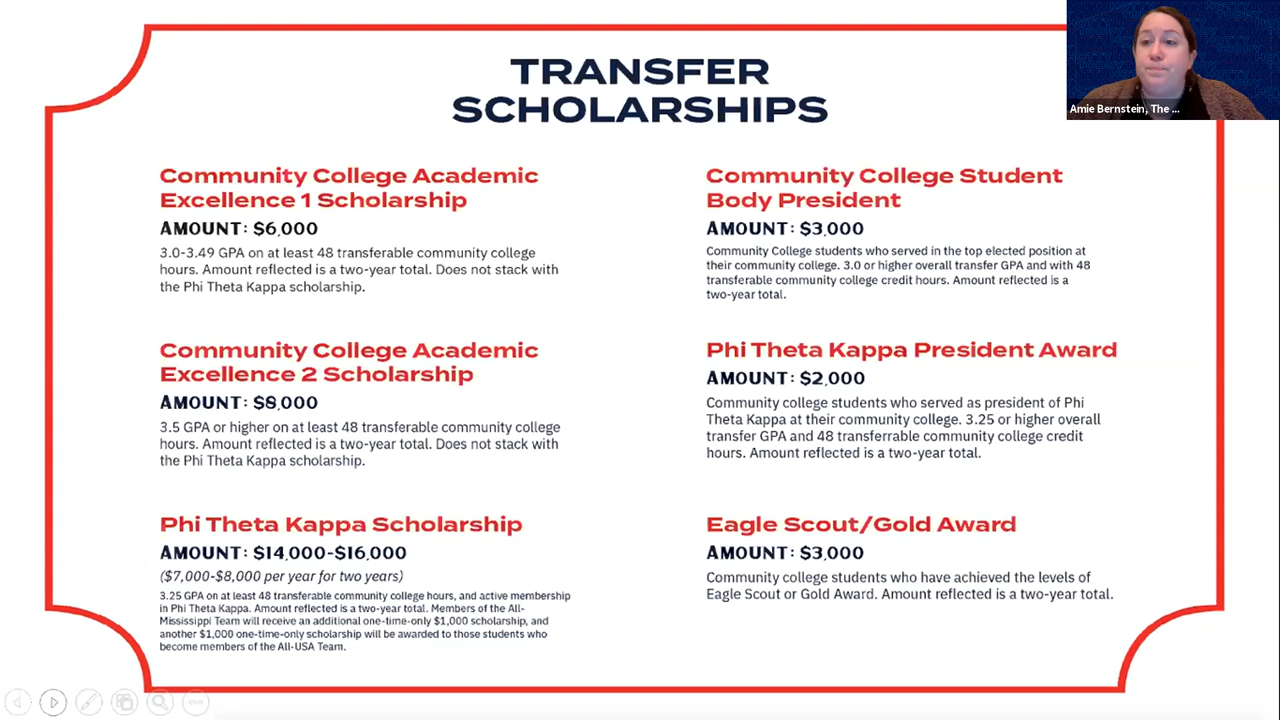 TRANSFER
SCHOLARSHIPS
Amie Bernstein, The ...
Community College Academic
Excellence 1 Scholarship
AMOUNT: $6,000
3.0-3.49 GPA on at least 48 transferable community college
hours. Amount reflected is a two-year total. Does not stack with
the Phi Theta Kappa scholarship.
Community College Academic
Excellence 2 Scholarship
AMOUNT: $8,000
3.5 GPA or higher on at least 48 transferable community college
hours. Amount reflected is a two-year total. Does not stack with
the Phi Theta Kappa scholarship.
Phi Theta Kappa Scholarship
AMOUNT: $14,000-$16,000
($7,000-$8,000 per year for two years)
3.25 GPA on at least 48 transferable community college hours, and active membership
in Phi Theta Kappa. Amount reflected is a two-year total. Members of the All-
Mississippi Team will receive an additional one-time-only $1,000 scholarship, and
another $1,000 one-time-only scholarship will be awarded to those students who
become members of the All-USA Team.
Community College Student
Body President
AMOUNT: $3,000
Community College students who served in the top elected position at
their community college. 3.0 or higher overall transfer GPA and with 48
transferable community college credit hours. Amount reflected is a
two-year total.
Phi Theta Kappa President Award
AMOUNT: $2,000
Community college students who served as president of Phi
Theta Kappa at their community college. 3.25 or higher overall
transfer GPA and 48 transferrable community college credit
hours. Amount reflected is a two-year total.
Eagle Scout/Gold Award
AMOUNT: $3,000
Community college students who have achieved the levels of
Eagle Scout or Gold Award. Amount reflected is a two-year total.